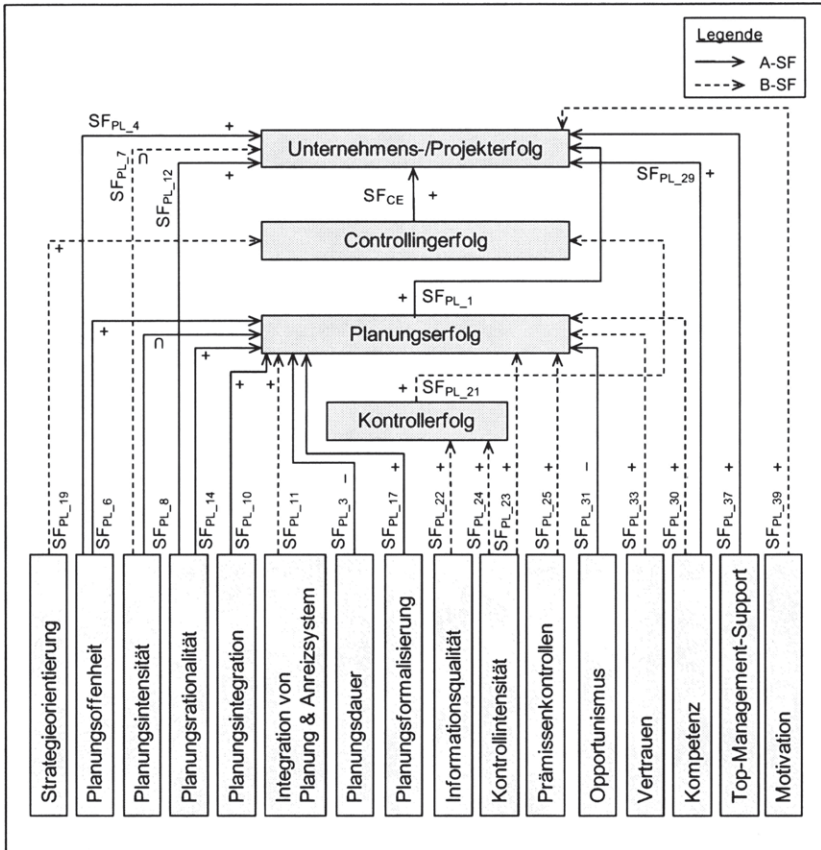 Legende
A-SF
B-SF
SF_PL_4 +
SF_PL_7 ∩
SF_PL_12 +
Unternehmens-/Projekterfolg
SF_PL_29 +
SF_CE +
+
Controllingerfolg
+ SF_PL_1
+
∩
+
Planungserfolg
+ +
+ SF_PL_21
Kontrollerfolg
SF_PL_19
SF_PL_6
SF_PL_8
SF_PL_14
SF_PL_10
SF_PL_11
SF_PL_3 –
SF_PL_17 +
SF_PL_22 +
SF_PL_24 +
SF_PL_23 +
SF_PL_25 +
SF_PL_31 –
SF_PL_33 +
SF_PL_30 +
SF_PL_37 +
SF_PL_39 +
Strategieorientierung
Planungsoffenheit
Planungsintensität
Planungsrationalität
Planungsintegration
Integration von
Planung & Anreizsystem
Planungsdauer
Planungsformalisierung
Informationsqualität
Kontrollintensität
Prämissenkontrollen
Opportunismus
Vertrauen
Kompetenz
Top-Management-Support
Motivation